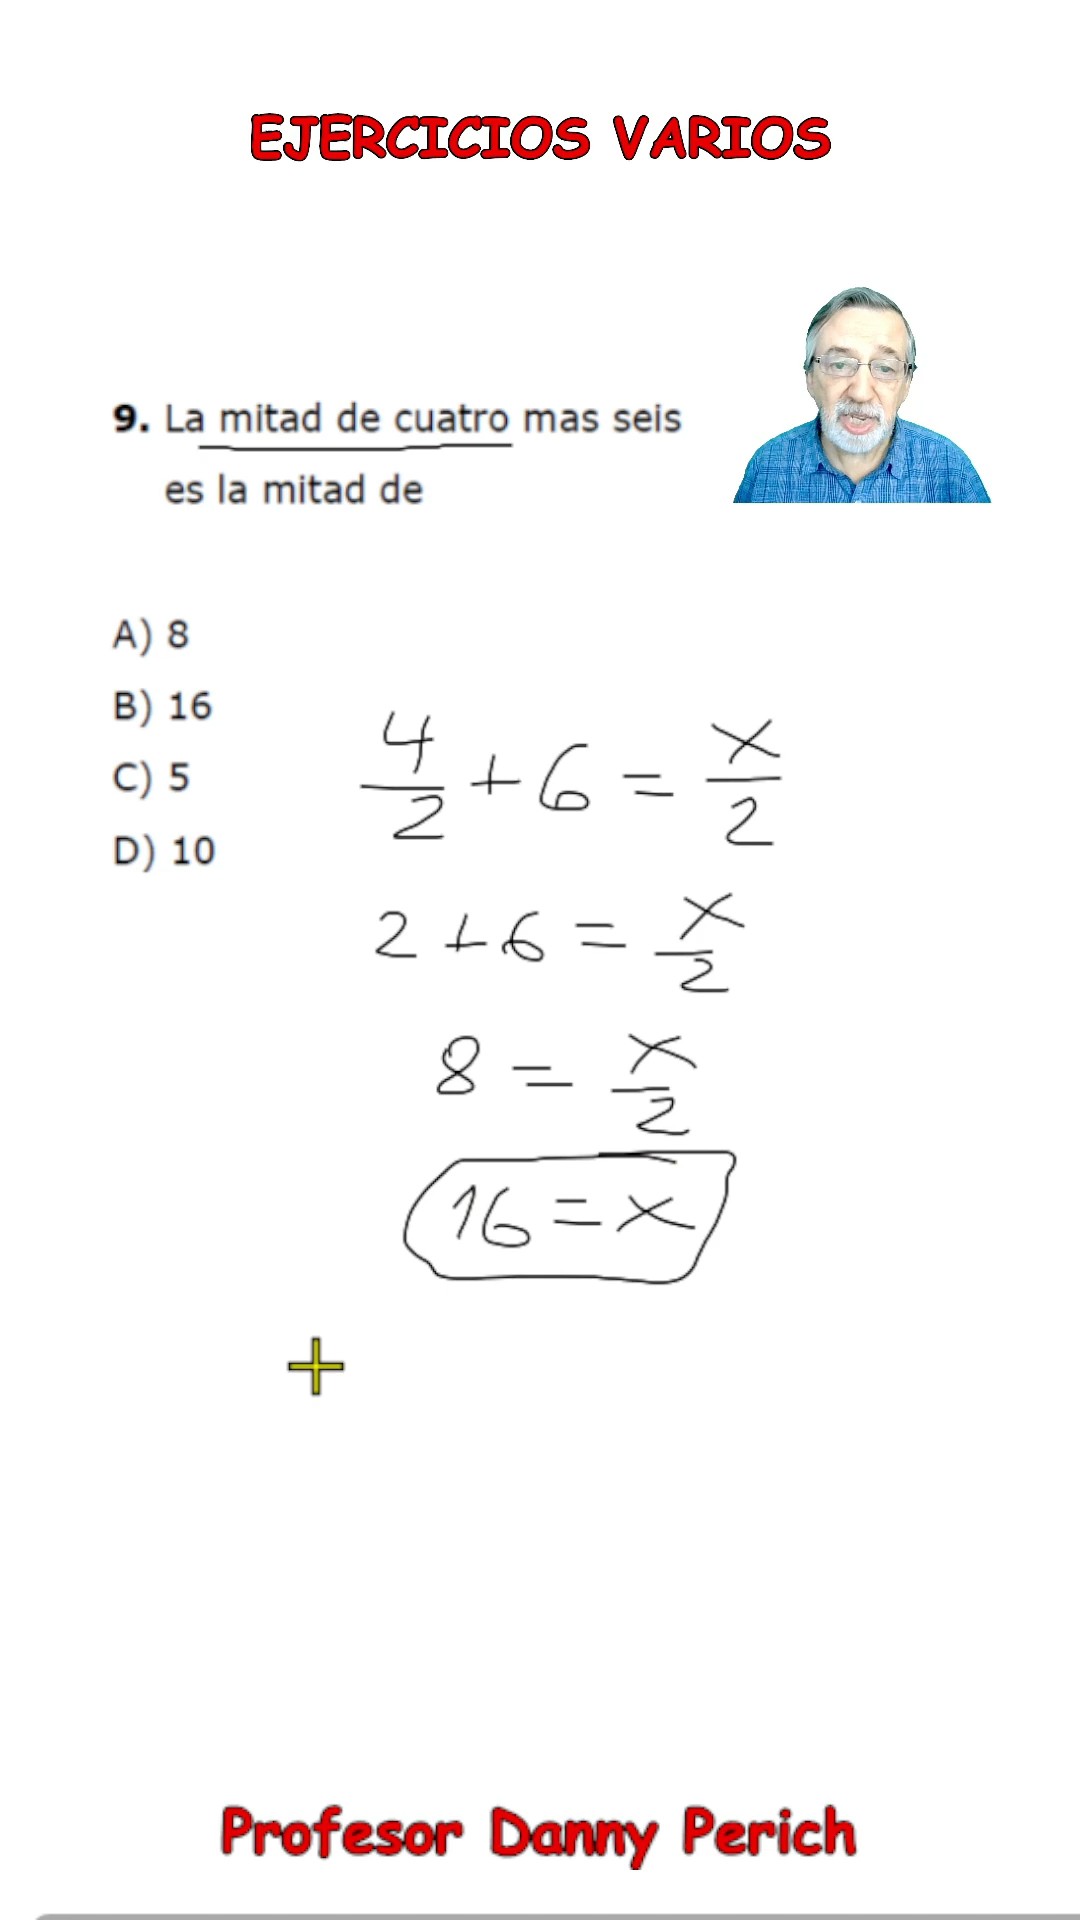 EJERCICIOS VARIOS
9. La mitad de cuatro mas seis
es la mitad de
A) 8
B) 16
C) 5
D) 10
4/2 + 6 = x/2
2 + 6 = x/2
8 = x/2
16 = x
Profesor Danny Perich